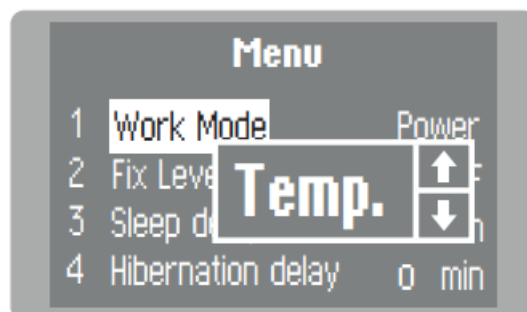 Menu
1 Work Mode Power
2 Fix Leve
3 Sleep d
Temp.
4 Hibernation delay 0 min